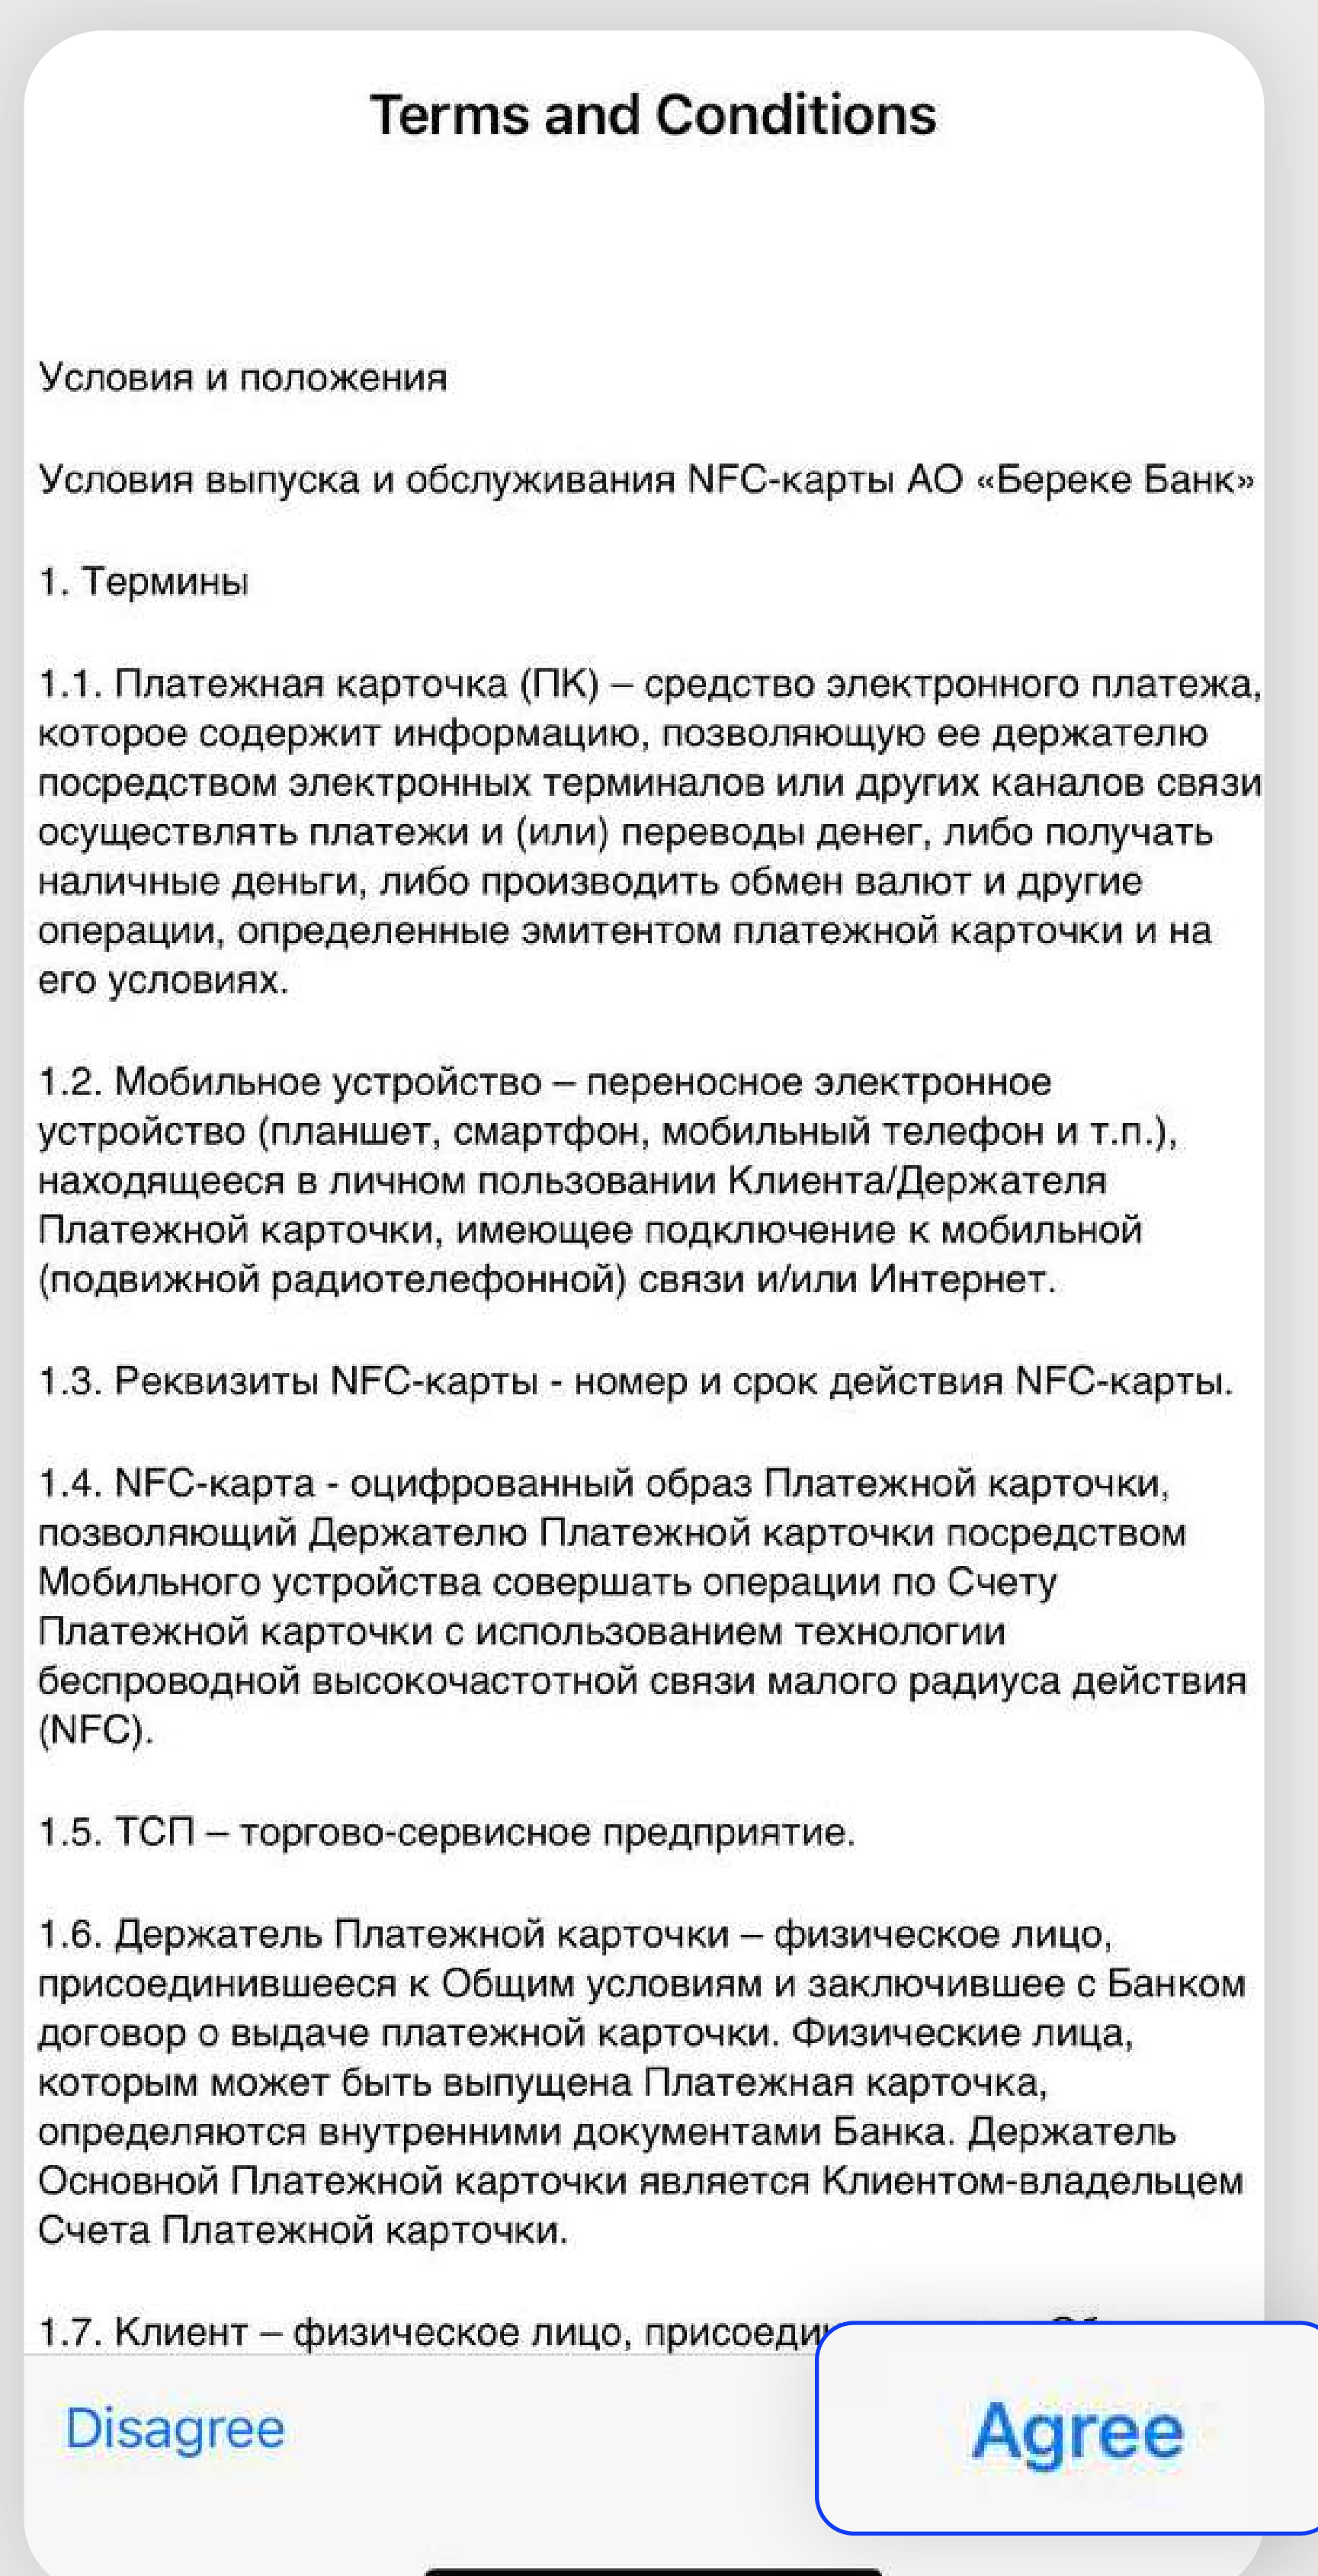 Terms and Conditions
Условия и положения
Условия выпуска и обслуживания NFC-карты АО «Береке Банк»
1. Термины
1.1. Платежная карточка (ПК) – средство электронного платежа,
которое содержит информацию, позволяющую ее держателю
посредством электронных терминалов или других каналов связи
осуществлять платежи и (или) переводы денег, либо получать
наличные деньги, либо производить обмен валют и другие
операции, определенные эмитентом платежной карточки и на
его условиях.
1.2. Мобильное устройство – переносное электронное
устройство (планшет, смартфон, мобильный телефон и т.п.),
находящееся в личном пользовании Клиента/Держателя
Платежной карточки, имеющее подключение к мобильной
(подвижной радиотелефонной) связи и/или Интернет.
1.3. Реквизиты NFC-карты - номер и срок действия NFC-карты.
1.4. NFC-карта - оцифрованный образ Платежной карточки,
позволяющий Держателю Платежной карточки посредством
Мобильного устройства совершать операции по Счету
Платежной карточки с использованием технологии
беспроводной высокочастотной связи малого радиуса действия
(NFC).
1.5. ТСП – торгово-сервисное предприятие.
1.6. Держатель Платежной карточки – физическое лицо,
присоединившееся к Общим условиям и заключившее с Банком
договор о выдаче платежной карточки. Физические лица,
которым может быть выпущена Платежная карточка,
определяются внутренними документами Банка. Держатель
Основной Платежной карточки является Клиентом-владельцем
Счета Платежной карточки.
1.7. Клиент – физическое лицо,
Disagree
Agree